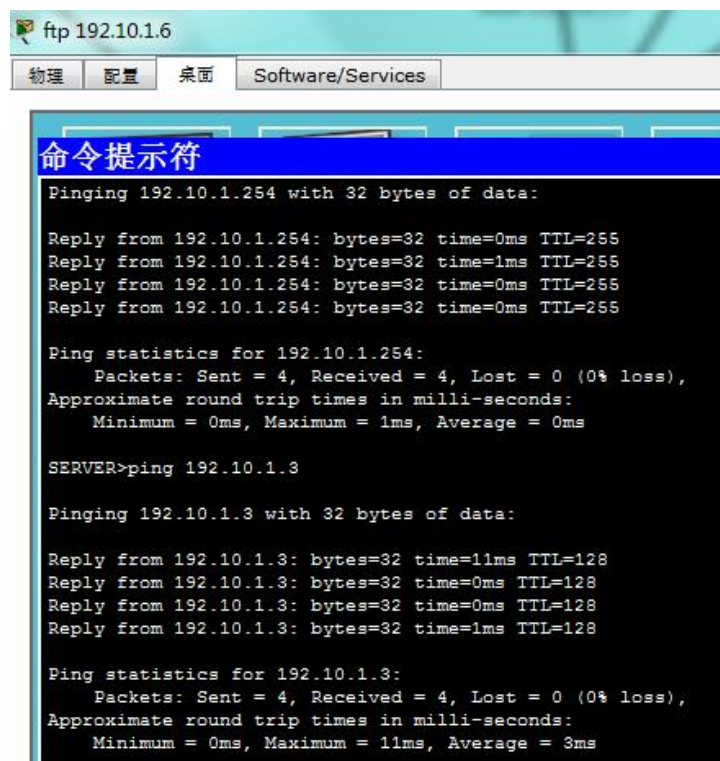 ftp 192.10.1.6
物理 配置 桌面 Software/Services
命令提示符
Pinging 192.10.1.254 with 32 bytes of data:
Reply from 192.10.1.254: bytes=32 time=0ms TTL=255
Reply from 192.10.1.254: bytes=32 time=1ms TTL=255
Reply from 192.10.1.254: bytes=32 time=0ms TTL=255
Reply from 192.10.1.254: bytes=32 time=0ms TTL=255
Ping statistics for 192.10.1.254:
Packets: Sent = 4, Received = 4, Lost = 0 (0% loss),
Approximate round trip times in milli-seconds:
Minimum = 0ms, Maximum = 1ms, Average = 0ms
SERVER>ping 192.10.1.3
Pinging 192.10.1.3 with 32 bytes of data:
Reply from 192.10.1.3: bytes=32 time=11ms TTL=128
Reply from 192.10.1.3: bytes=32 time=0ms TTL=128
Reply from 192.10.1.3: bytes=32 time=0ms TTL=128
Reply from 192.10.1.3: bytes=32 time=1ms TTL=128
Ping statistics for 192.10.1.3:
Packets: Sent = 4, Received = 4, Lost = 0 (0% loss),
Approximate round trip times in milli-seconds:
Minimum = 0ms, Maximum = 11ms, Average = 3ms